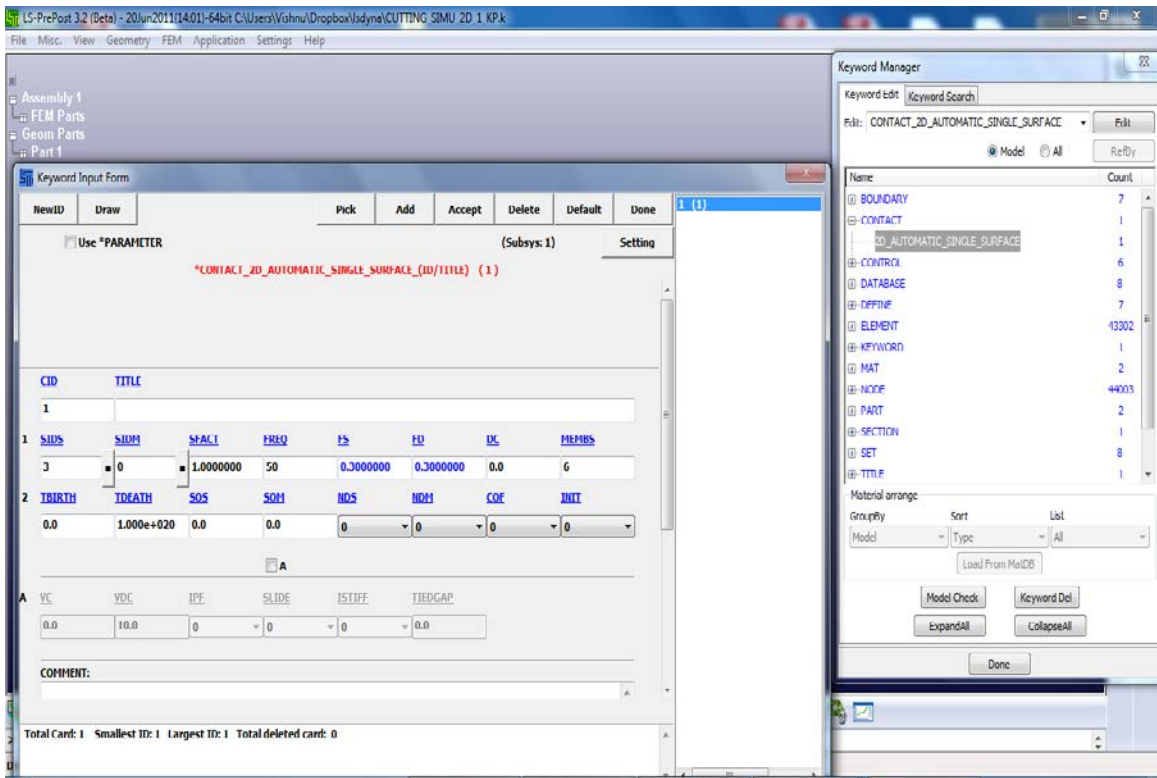 LS-PrePost 3.2 (Beta) - 20Jun2011(14:01)-64bit C:\Users\Vishnu\Dropbox\lsdyna\CUTTING SIMU 2D 1 KP.k
File Misc. View Geometry FEM Application Settings Help
Assembly 1
FEM Parts
Geom Parts
Part 1
Keyword Input Form
NewID Draw Pick Add Accept Delete Default Done
1 (1)
Use *PARAMETER (Subsys: 1) Setting
*CONTACT_2D_AUTOMATIC_SINGLE_SURFACE_(ID/TITLE) (1)
CID TITLE
1
1 SIDS SIDM SFACT FREQ FS FD DC MEMBS
3 0 1.0000000 50 0.3000000 0.3000000 0.0 6
2 TBIRTH TDEATH SOS SOM NDS NDM COF INIT
0.0 1.000e+020 0.0 0.0 0 0 0 0
A
A VC VDC IPF SLIDE ISTIFF TIEDGAP
0.0 10.0 0 0 0 0.0
COMMENT:
Total Card: 1 Smallest ID: 1 Largest ID: 1 Total deleted card: 0
Keyword Manager
Keyword Edit Keyword Search
Edit: CONTACT_2D_AUTOMATIC_SINGLE_SURFACE Edit
Model All RefBy
Name Count
BOUNDARY 7
CONTACT 1
2D_AUTOMATIC_SINGLE_SURFACE 1
CONTROL 6
DATABASE 8
DEFINE 7
ELEMENT 43302
KEYWORD 1
MAT 2
NODE 44003
PART 2
SECTION 1
SET 8
TITLE 1
Material arrange
GroupBy Sort List
Model Type All
Load From MatDB
Model Check Keyword Del
ExpandAll CollapseAll
Done